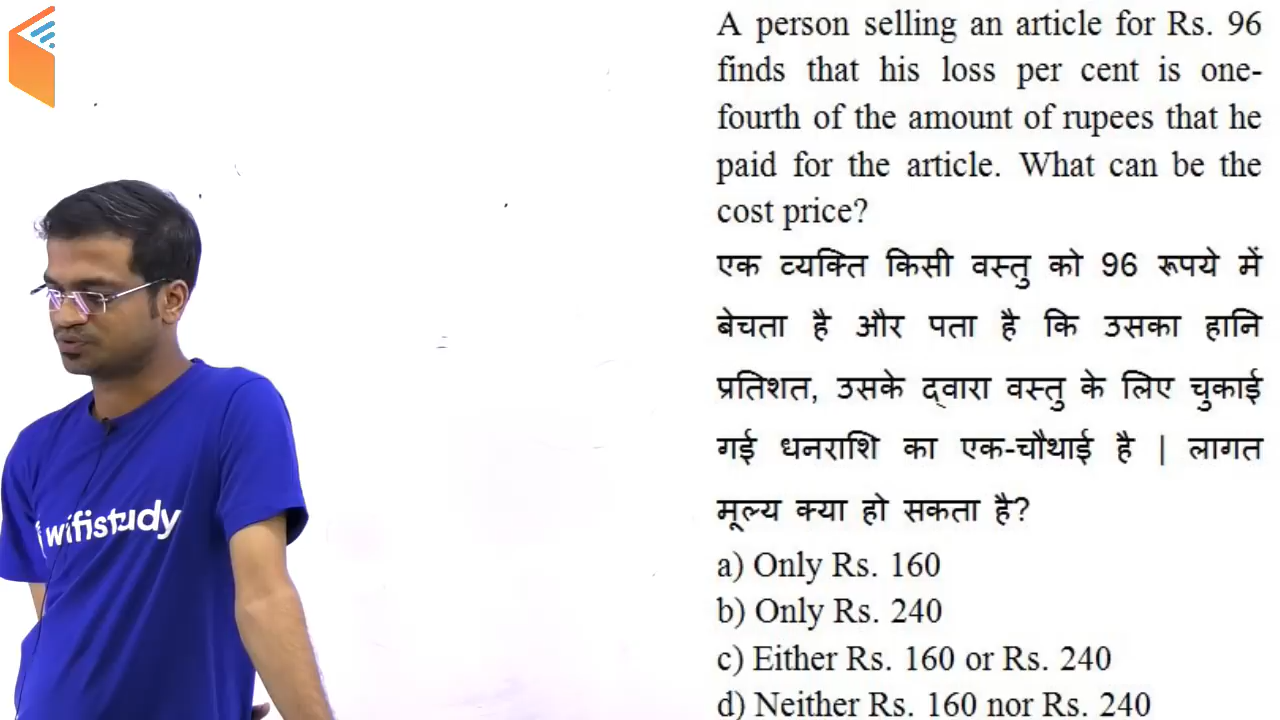 A person selling an article for Rs. 96
finds that his loss per cent is one-
fourth of the amount of rupees that he
paid for the article. What can be the
cost price?
एक व्यक्ति किसी वस्तु को 96 रूपये में
बेचता है और पता है कि उसका हानि
प्रतिशत, उसके द्वारा वस्तु के लिए चुकाई
गई धनराशि का एक-चौथाई है | लागत
मूल्य क्या हो सकता है?
a) Only Rs. 160
b) Only Rs. 240
c) Either Rs. 160 or Rs. 240
d) Neither Rs. 160 nor Rs. 240
wifistudy